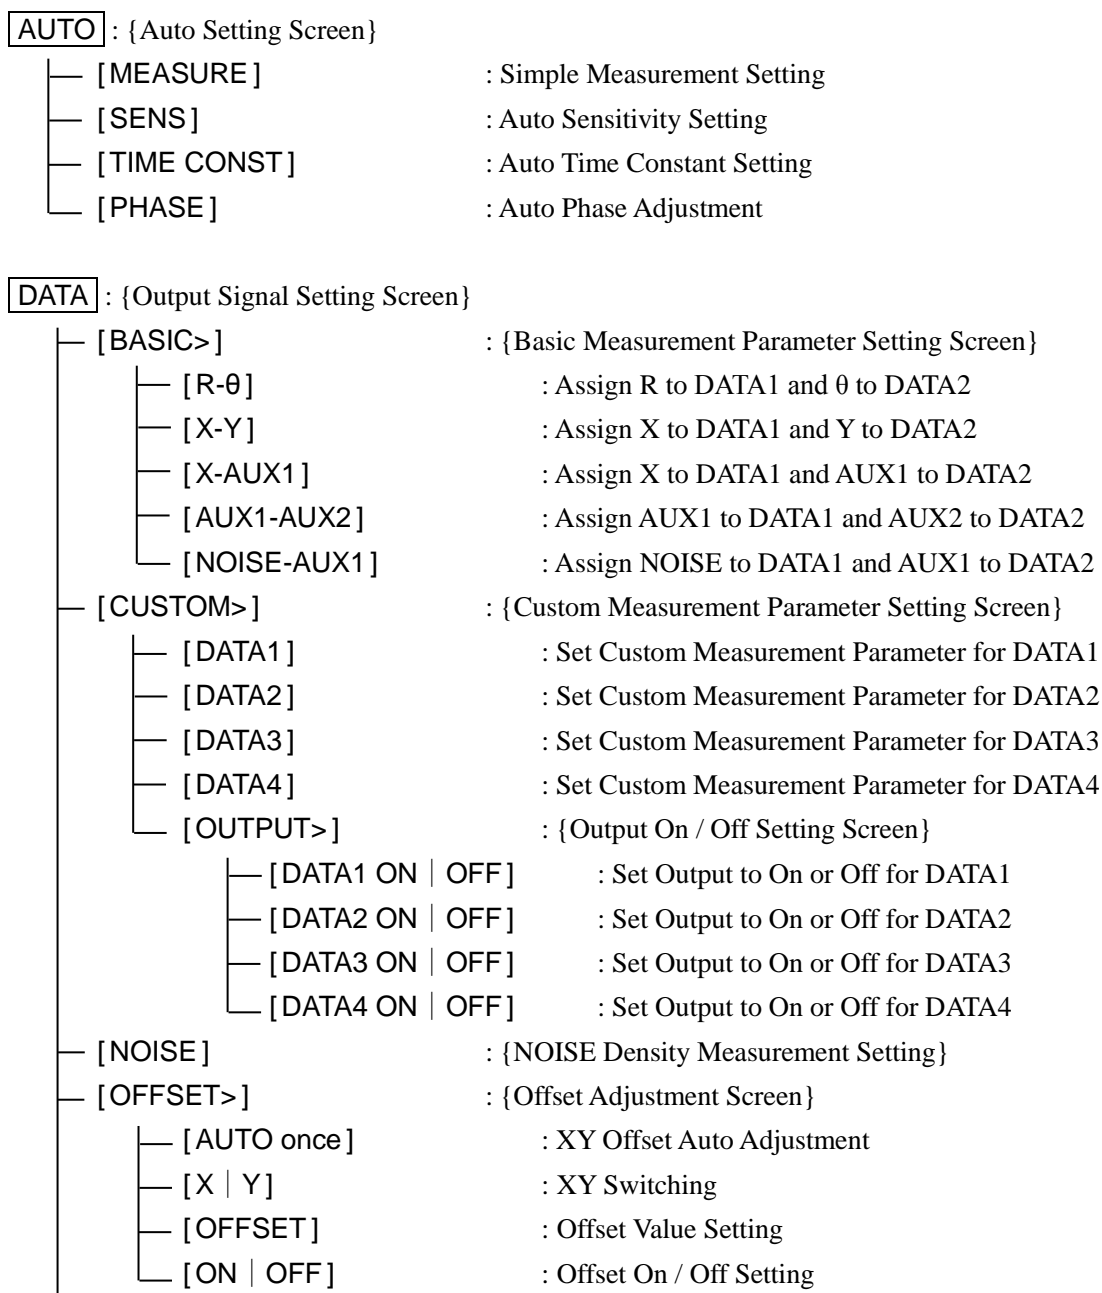 AUTO : {Auto Setting Screen}
[MEASURE] : Simple Measurement Setting
[SENS] : Auto Sensitivity Setting
[TIME CONST] : Auto Time Constant Setting
[PHASE] : Auto Phase Adjustment
DATA : {Output Signal Setting Screen}
[BASIC>] : {Basic Measurement Parameter Setting Screen}
[R-θ] : Assign R to DATA1 and θ to DATA2
[X-Y] : Assign X to DATA1 and Y to DATA2
[X-AUX1] : Assign X to DATA1 and AUX1 to DATA2
[AUX1-AUX2] : Assign AUX1 to DATA1 and AUX2 to DATA2
[NOISE-AUX1] : Assign NOISE to DATA1 and AUX1 to DATA2
[CUSTOM>] : {Custom Measurement Parameter Setting Screen}
[DATA1] : Set Custom Measurement Parameter for DATA1
[DATA2] : Set Custom Measurement Parameter for DATA2
[DATA3] : Set Custom Measurement Parameter for DATA3
[DATA4] : Set Custom Measurement Parameter for DATA4
[OUTPUT>] : {Output On / Off Setting Screen}
[DATA1 ON｜OFF] : Set Output to On or Off for DATA1
[DATA2 ON｜OFF] : Set Output to On or Off for DATA2
[DATA3 ON｜OFF] : Set Output to On or Off for DATA3
[DATA4 ON｜OFF] : Set Output to On or Off for DATA4
[NOISE] : {NOISE Density Measurement Setting}
[OFFSET>] : {Offset Adjustment Screen}
[AUTO once] : XY Offset Auto Adjustment
[X｜Y] : XY Switching
[OFFSET] : Offset Value Setting
[ON｜OFF] : Offset On / Off Setting